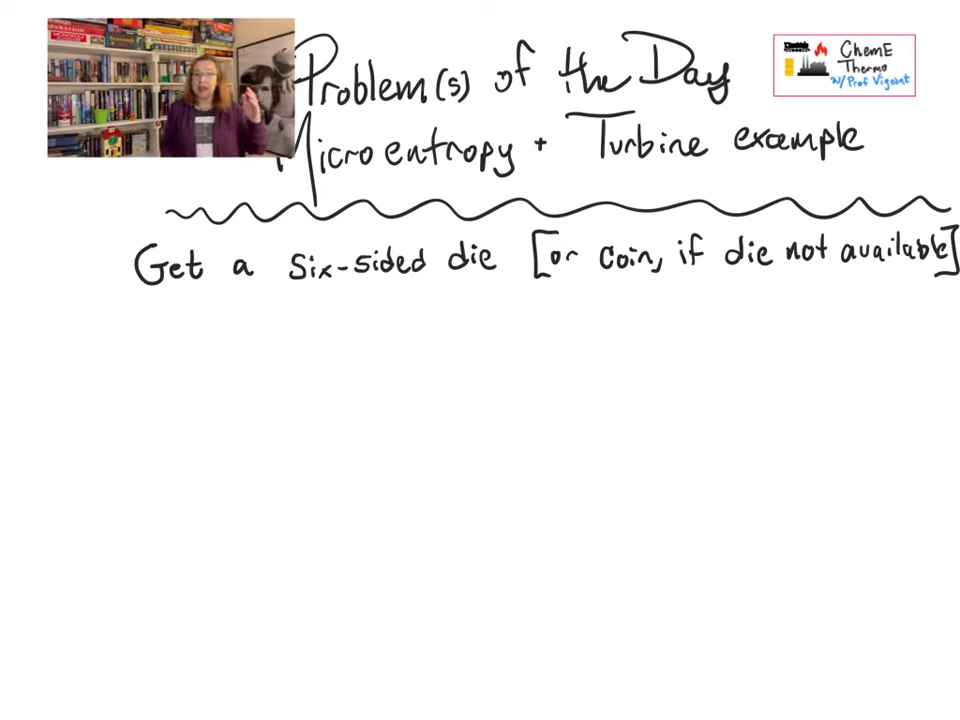 Problem(s) of the Day
Microentropy + Turbine example
ChemE
Thermo
w/ Prof Vigeant
Get a six-sided die [or coin, if die not available]